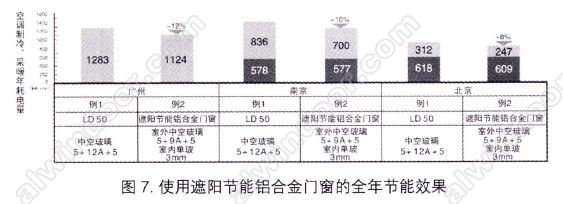 空调制冷、采暖年耗电量
1600
1400
1200
1000
800
600
400
200
0
-12% -10% -8%
1283 1124 836 700 312 247
578 577 618 609
广州 南京 北京
例1 例2 例1 例2 例1 例2
LD 50 遮阳节能铝合金门窗 LD 50 遮阳节能铝合金门窗 LD 50 遮阳节能铝合金门窗
中空玻璃 室外中空玻璃 中空玻璃 室外中空玻璃 中空玻璃 室外中空玻璃
5+12A+5 5+9A+5 5+12A+5 5+9A+5 5+12A+5 5+9A+5
室内单玻 室内单玻 室内单玻
3mm 3mm 3mm
图 7. 使用遮阳节能铝合金门窗的全年节能效果
alwindoor.com